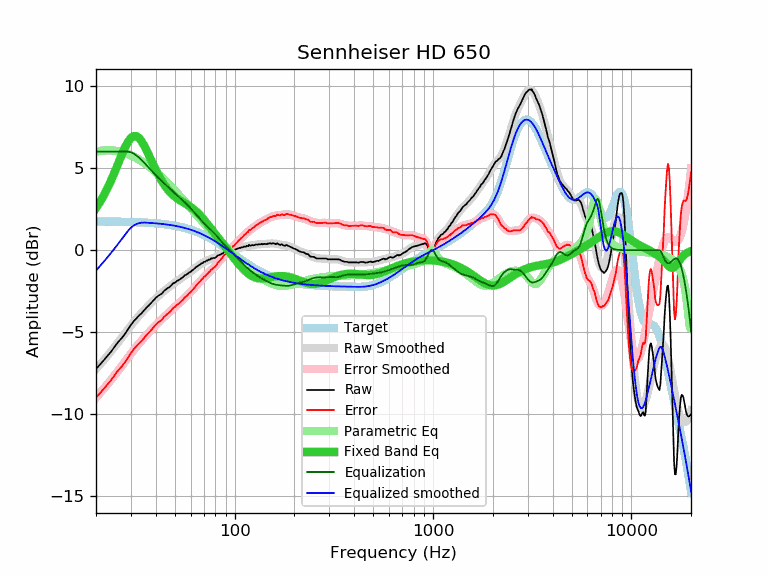 Sennheiser HD 650
10
5
0
−5
−10
−15
Amplitude (dBr)
Target
Raw Smoothed
Error Smoothed
Raw
Error
Parametric Eq
Fixed Band Eq
Equalization
Equalized smoothed
100
1000
10000
Frequency (Hz)